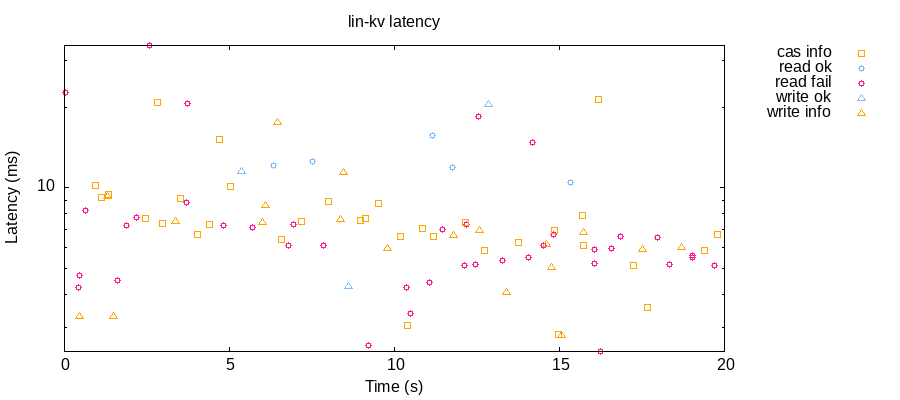 lin-kv latency
cas info
read ok
read fail
write ok
write info
10
Latency (ms)
0 5 10 15 20
Time (s)